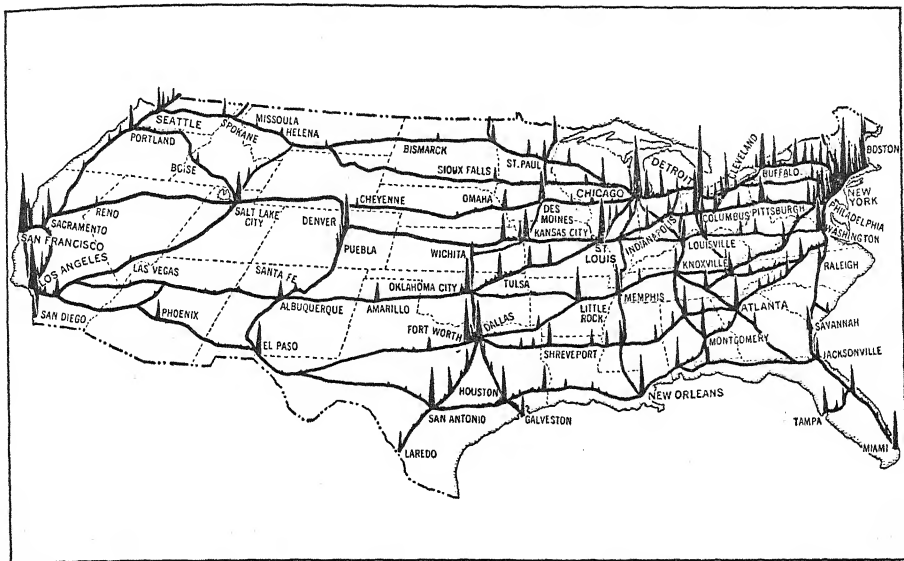 SEATTLE
SPOKANE
MISSOULA
HELENA
PORTLAND
BOISE
BISMARCK
ST. PAUL
SIOUX FALLS
DETROIT
CLEVELAND
BUFFALO
BOSTON
RENO
SACRAMENTO
SAN FRANCISCO
SALT LAKE
CITY
CHEYENNE
OMAHA
DES
MOINES
CHICAGO
NEW
YORK
DENVER
KANSAS CITY
INDIANAPOLIS
COLUMBUS
PITTSBURGH
PHILADELPHIA
WASHINGTON
PUEBLA
WICHITA
ST.
LOUIS
LOUISVILLE
LOS ANGELES
LAS VEGAS
SANTA FE
KNOXVILLE
RALEIGH
OKLAHOMA CITY
TULSA
SAN DIEGO
PHOENIX
ALBUQUERQUE
AMARILLO
LITTLE
ROCK
MEMPHIS
ATLANTA
FORT WORTH
DALLAS
SAVANNAH
EL PASO
SHREVEPORT
MONTGOMERY
JACKSONVILLE
HOUSTON
NEW ORLEANS
SAN ANTONIO
GALVESTON
TAMPA
LAREDO
MIAMI